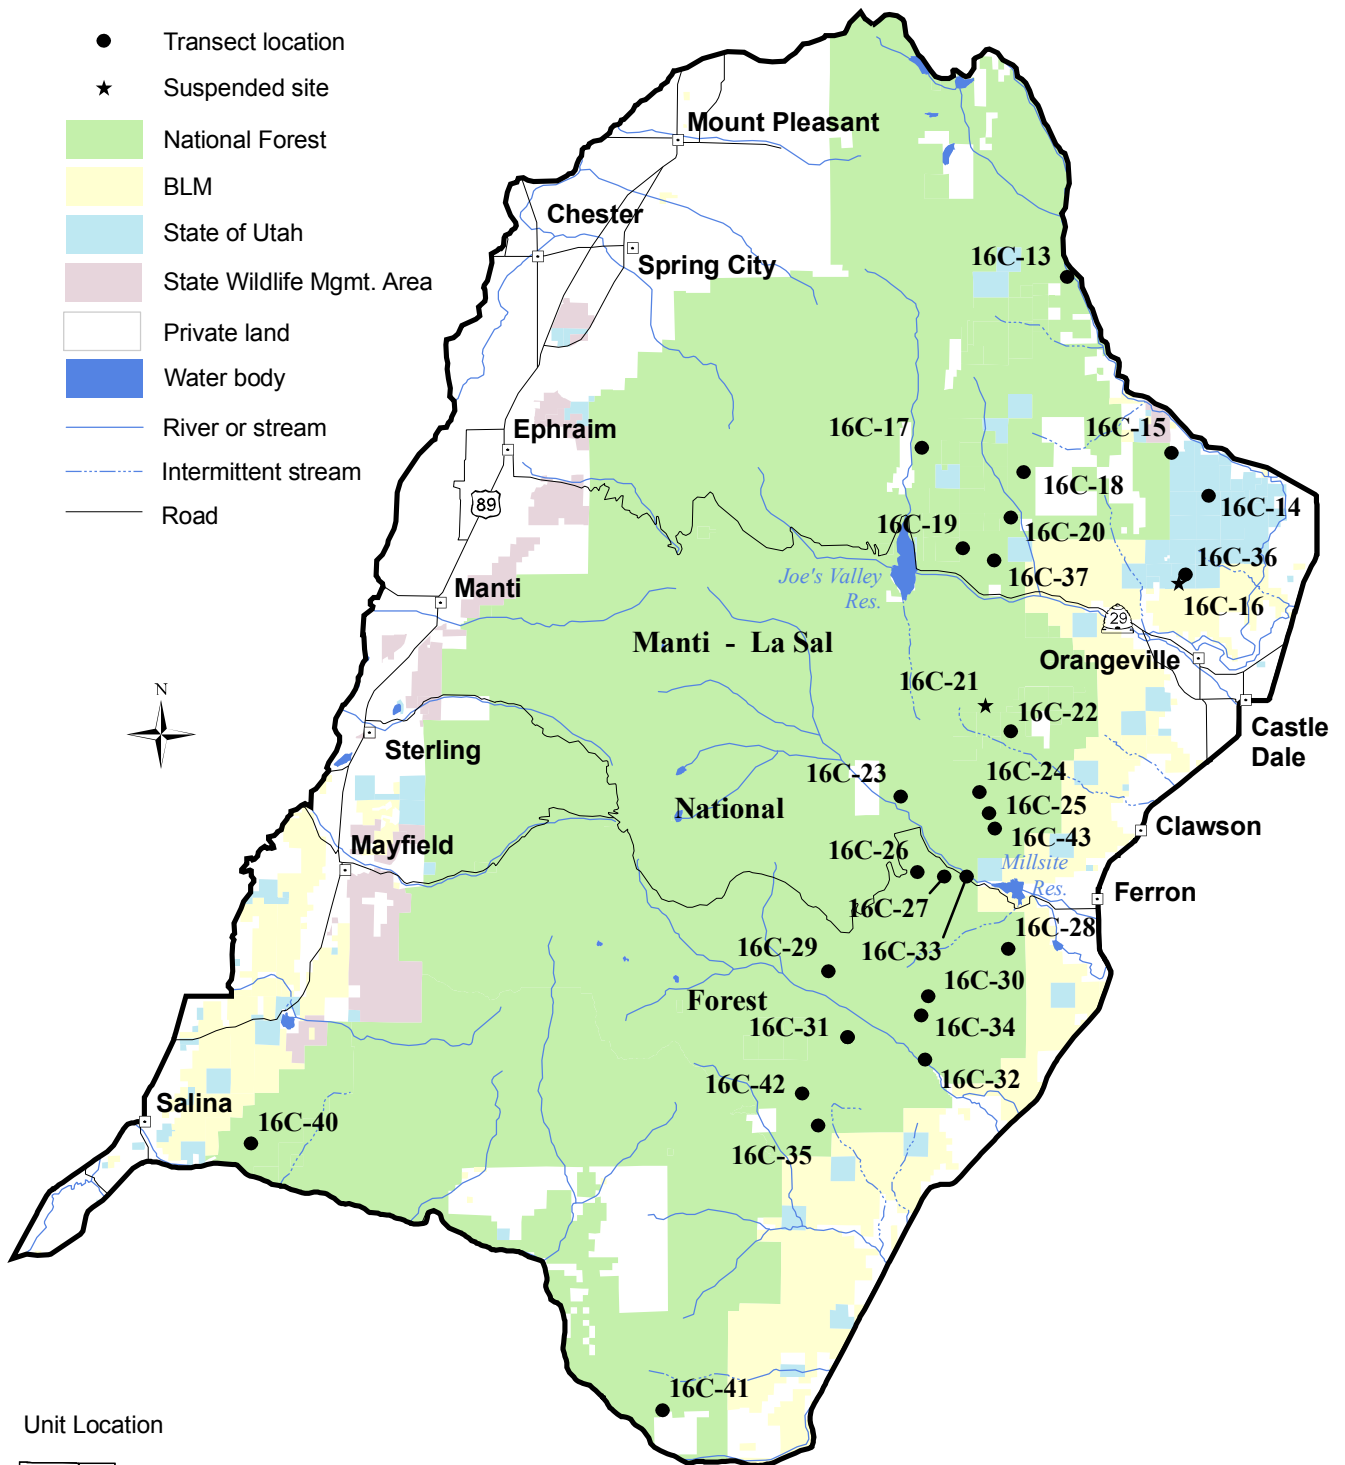 Transect location
Suspended site
National Forest
BLM
State of Utah
State Wildlife Mgmt. Area
Private land
Water body
River or stream
Intermittent stream
Road
Mount Pleasant
Chester
Spring City
16C-13
Ephraim
89
16C-17
16C-15
16C-18
16C-14
16C-19
16C-20
16C-36
Joe's Valley
Res.
16C-37
16C-16
Manti
29
Manti - La Sal
Orangeville
N
16C-21
16C-22
Castle
Dale
Sterling
16C-23
16C-24
National
16C-25
Clawson
16C-43
Mayfield
16C-26
Millsite
Res.
Ferron
16C-27
16C-28
16C-33
16C-29
16C-30
Forest
16C-31
16C-34
16C-42
16C-32
Salina
16C-40
16C-35
16C-41
Unit Location